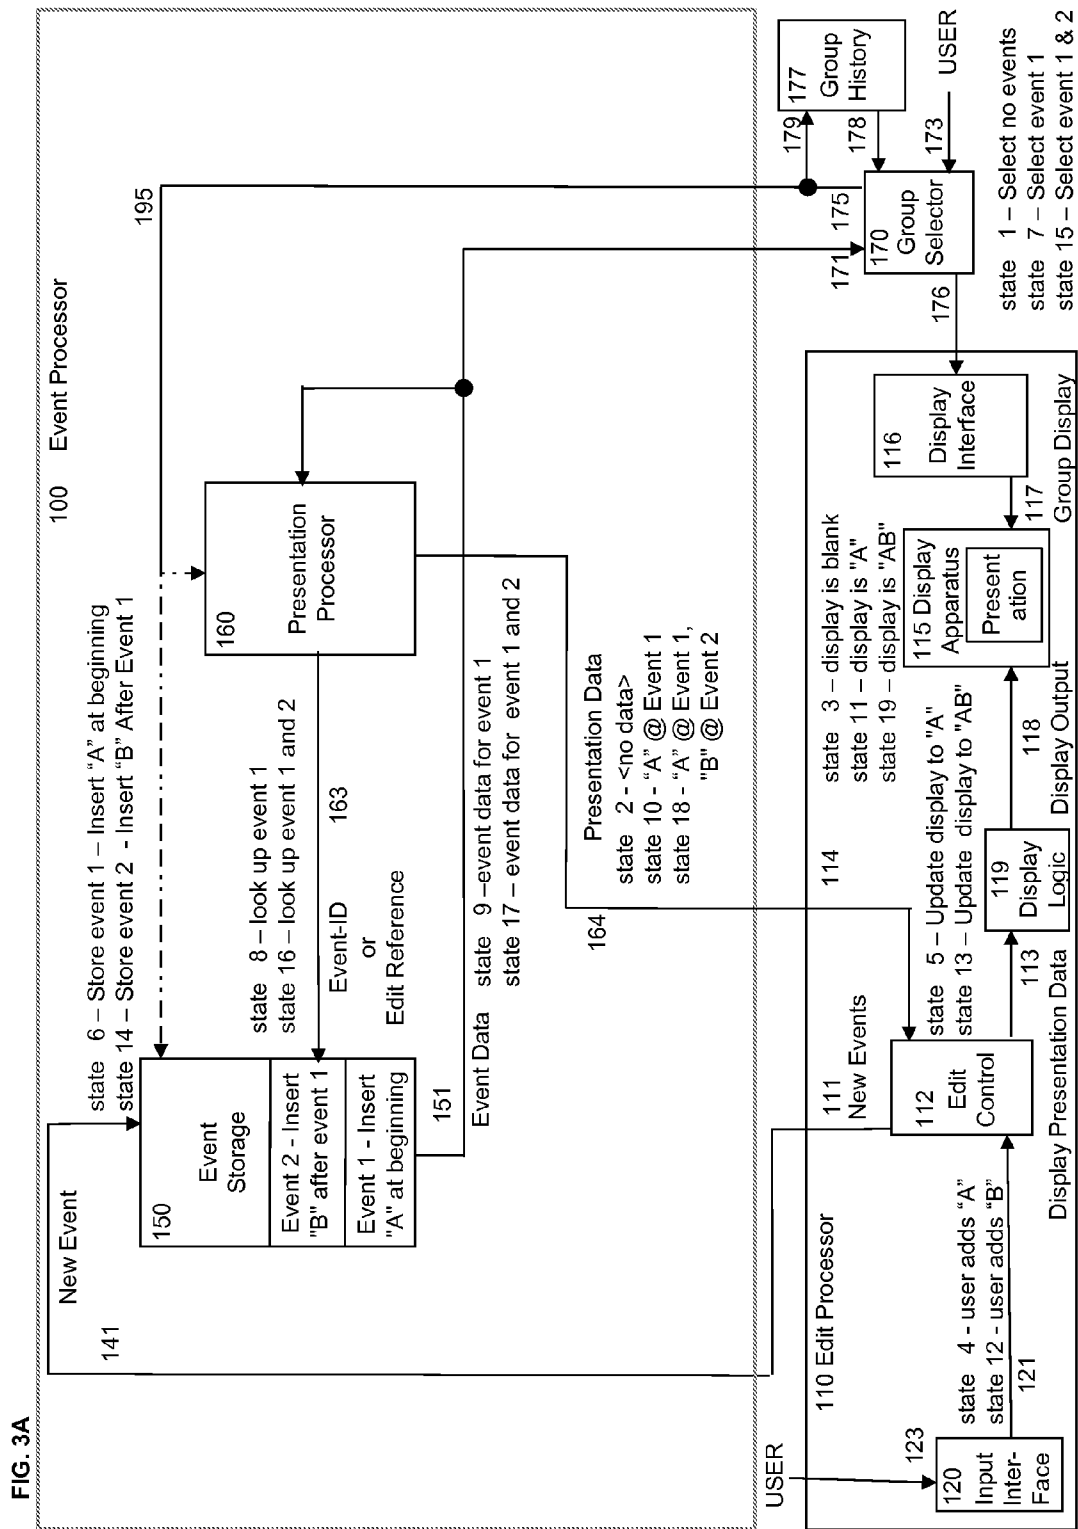 FIG. 3A
100 Event Processor
New Event
141
state 6 – Store event 1 – Insert “A” at beginning
state 14 – Store event 2 - Insert “B” After Event 1
195
150
Event
Storage
Event 2 - Insert
"B" after event 1
Event 1 - Insert
"A" at beginning
state 8 – look up event 1
state 16 – look up event 1 and 2
Event-ID
or
Edit Reference
163
160
Presentation
Processor
151
Event Data
state 9 –event data for event 1
state 17 – event data for event 1 and 2
164
Presentation Data
state 2 - <no data>
state 10 - “A” @ Event 1
state 18 - “A” @ Event 1,
"B" @ Event 2
171
175
179
178
177
Group
History
170
Group
Selector
173
USER
176
state 1 – Select no events
state 7 – Select event 1
state 15 – Select event 1 & 2
USER
123
110 Edit Processor
111
New Events
114
120
Input
Inter-
Face
state 4 - user adds “A”
state 12 - user adds “B”
121
112
Edit
Control
state 5 – Update display to "A"
state 13 – Update display to "AB"
113
Display Presentation Data
119
Display
Logic
118
Display Output
state 3 – display is blank
state 11 – display is "A"
state 19 – display is "AB"
115 Display
Apparatus
Present
ation
116
Display
Interface
117
Group Display